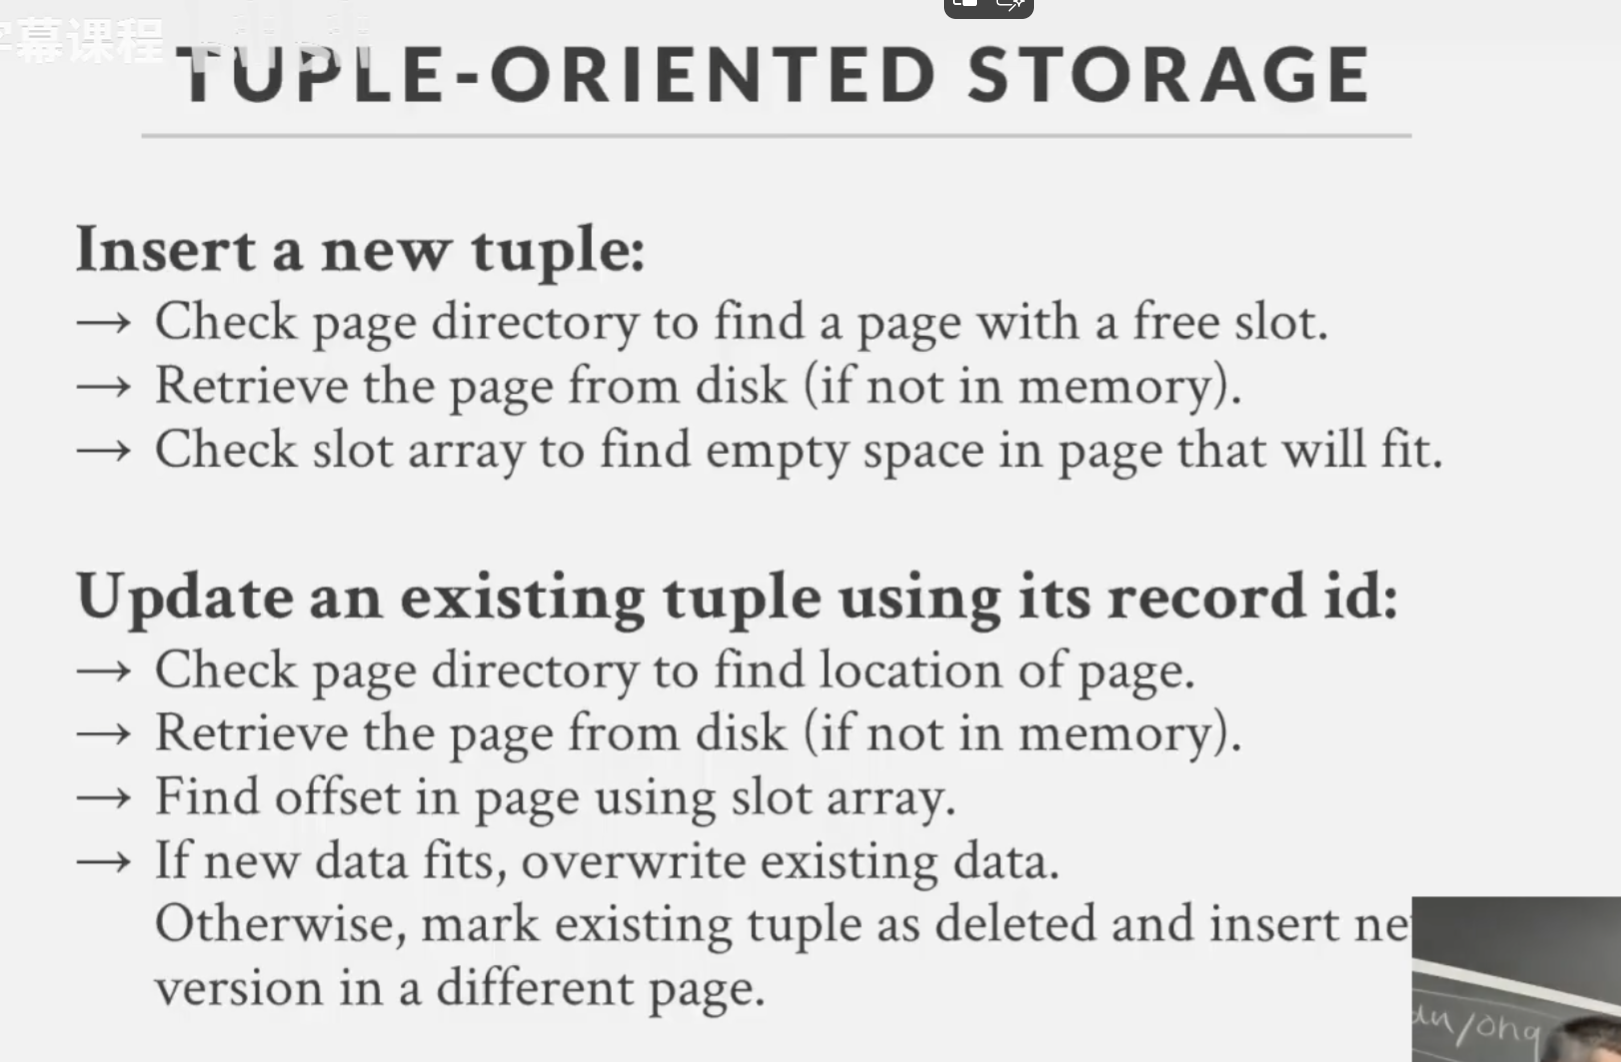 幕课程
TUPLE-ORIENTED STORAGE
Insert a new tuple:
→ Check page directory to find a page with a free slot.
→ Retrieve the page from disk (if not in memory).
→ Check slot array to find empty space in page that will fit.
Update an existing tuple using its record id:
→ Check page directory to find location of page.
→ Retrieve the page from disk (if not in memory).
→ Find offset in page using slot array.
→ If new data fits, overwrite existing data.
Otherwise, mark existing tuple as deleted and insert
version in a different page.